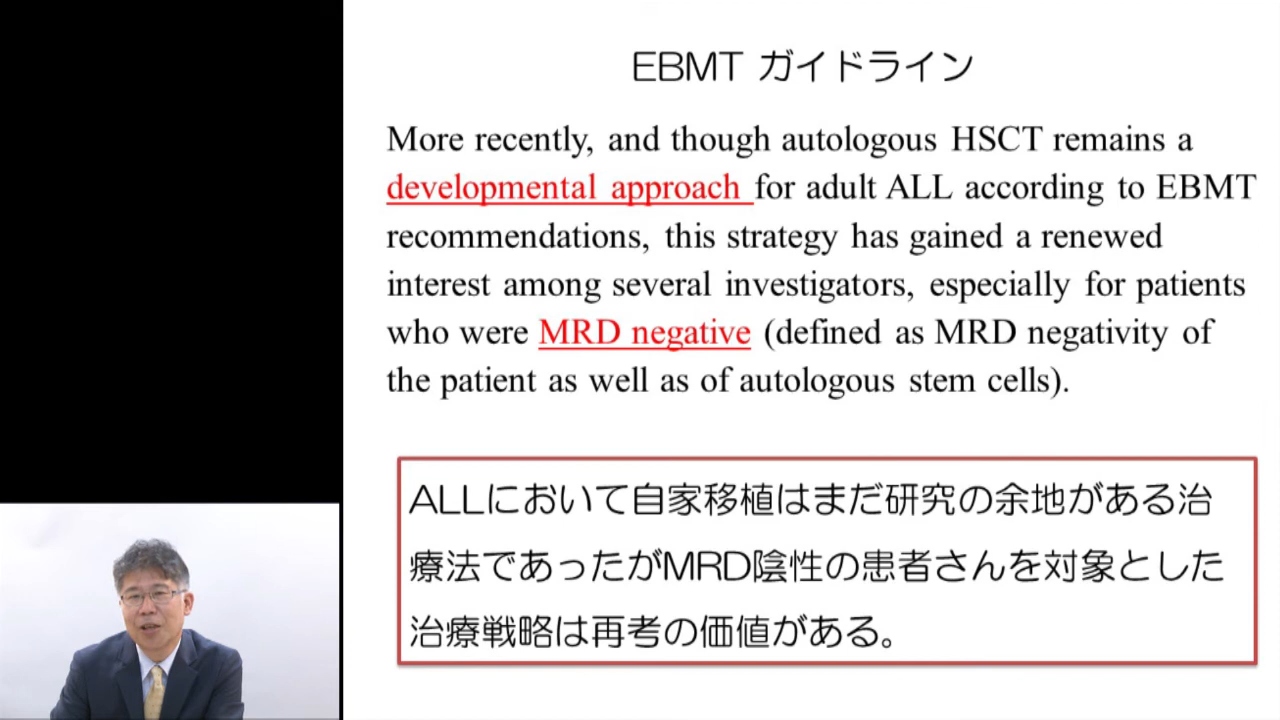 EBMT ガイドライン
More recently, and though autologous HSCT remains a
developmental approach for adult ALL according to EBMT
recommendations, this strategy has gained a renewed
interest among several investigators, especially for patients
who were MRD negative (defined as MRD negativity of
the patient as well as of autologous stem cells).
ALLにおいて自家移植はまだ研究の余地がある治
療法であったがMRD陰性の患者さんを対象とした
治療戦略は再考の価値がある。